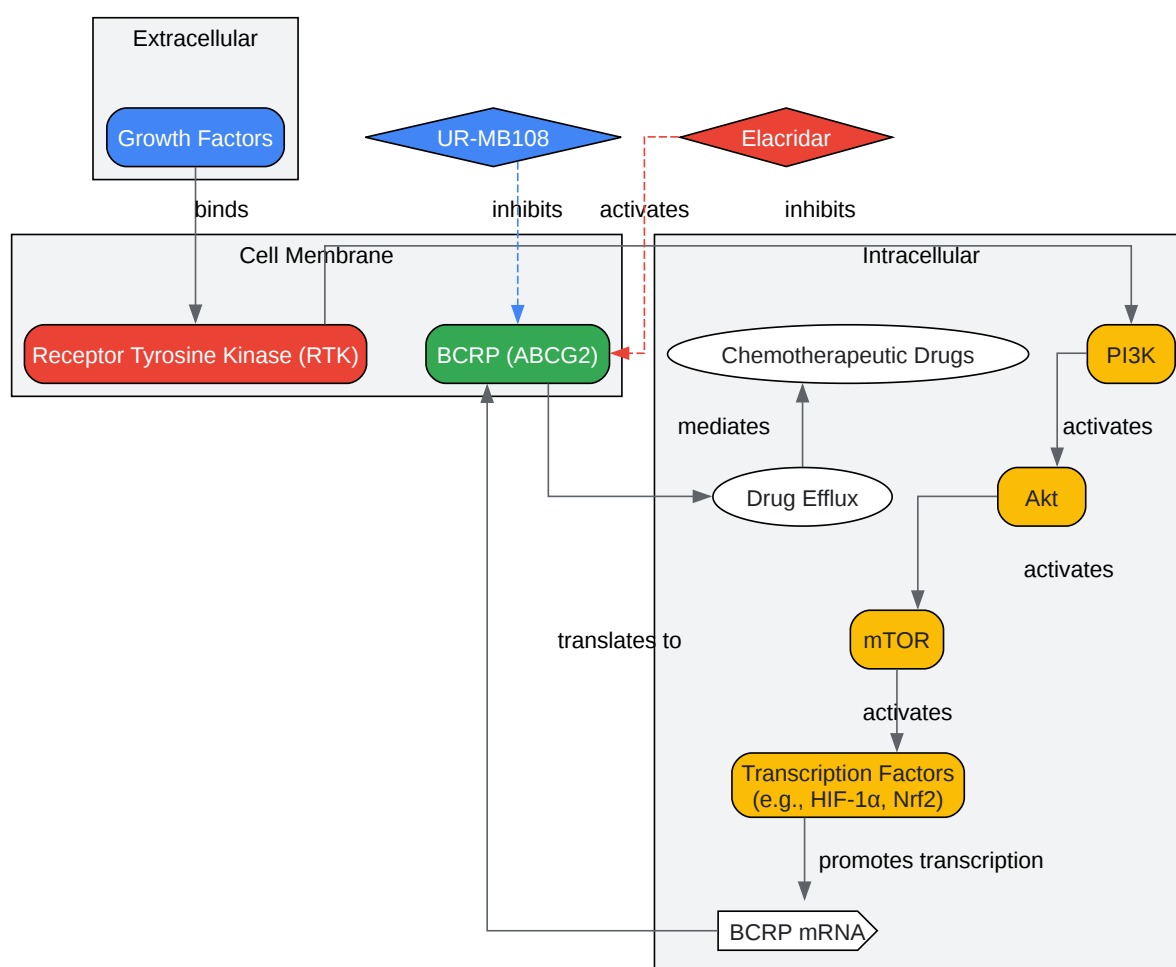 Extracellular
Growth Factors
UR-MB108
Elacridar
binds
inhibits
activates
inhibits
Cell Membrane
Intracellular
Receptor Tyrosine Kinase (RTK)
BCRP (ABCG2)
Chemotherapeutic Drugs
PI3K
mediates
activates
Drug Efflux
Akt
activates
translates to
mTOR
activates
Transcription Factors
(e.g., HIF-1α, Nrf2)
promotes transcription
BCRP mRNA